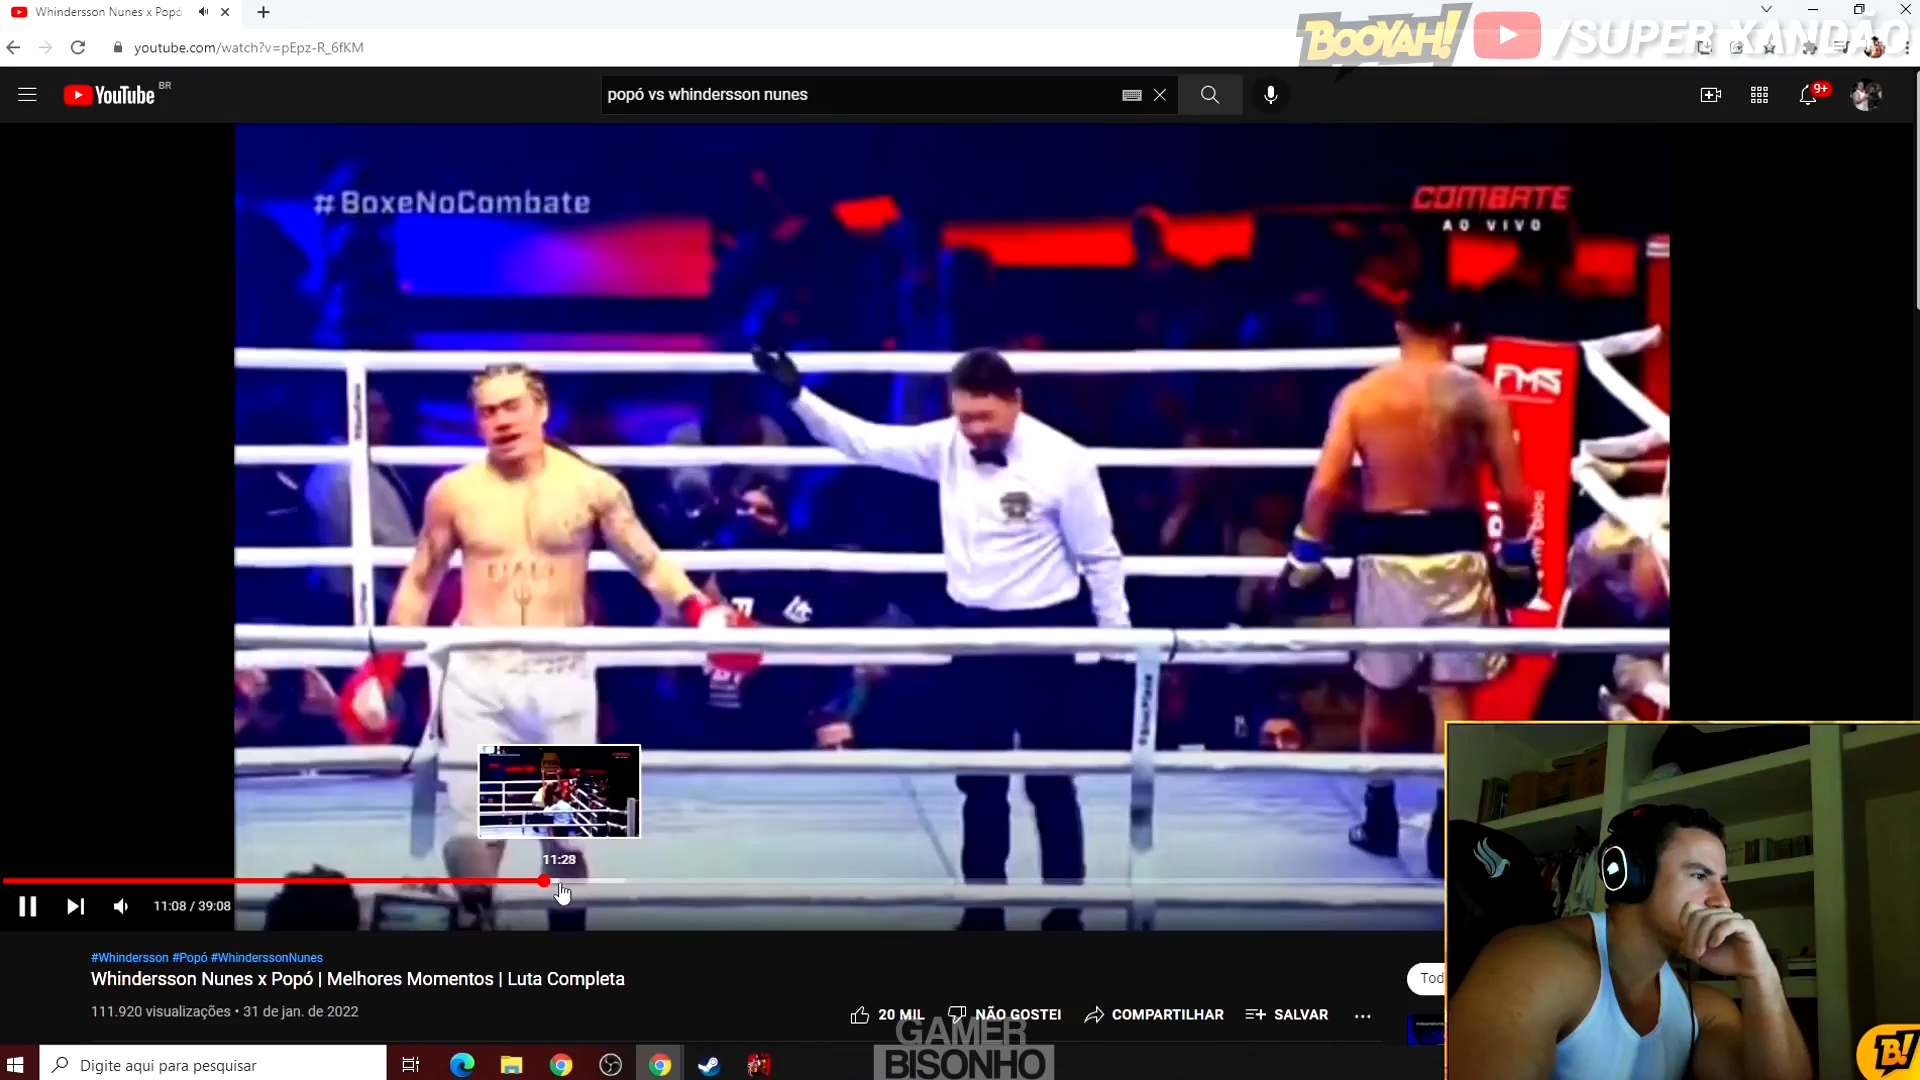 Whindersson Nunes x Popó
youtube.com/watch?v=pEpz-R_6fKM
BOOYAH!
/SUPER XANDÃO
YouTube BR
popó vs whindersson nunes
9+
#BoxeNoCombate
COMBATE
AO VIVO
FMS
11:28
11:08 / 39:08
#Whindersson #Popó #WhinderssonNunes
Whindersson Nunes x Popó | Melhores Momentos | Luta Completa
Tod
111.920 visualizações • 31 de jan. de 2022
20 MIL
NÃO GOSTEI
COMPARTILHAR
SALVAR
GAMER
BISONHO
Digite aqui para pesquisar
B!